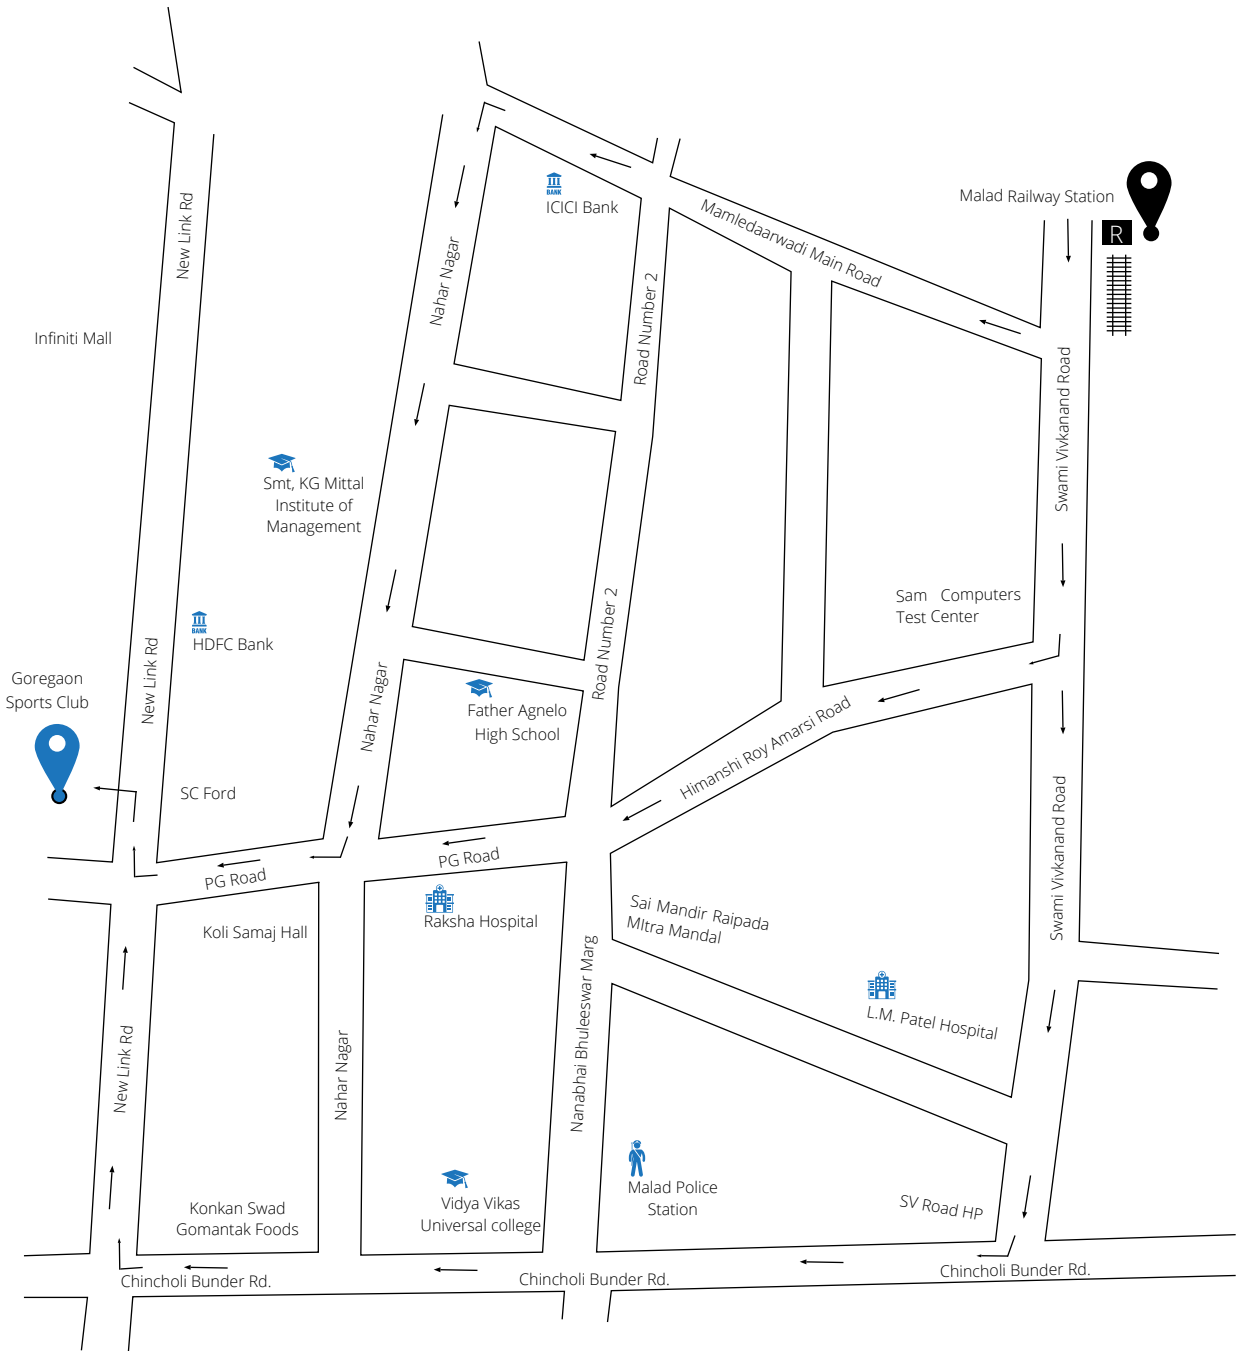 Malad Railway Station
R
BANK
ICICI Bank
Mamledaarwadi Main Road
New Link Rd
Nahar Nagar
Road Number 2
Infiniti Mall
Swami Vivkanand Road
Smt, KG Mittal
Institute of
Management
Sam Computers
Test Center
BANK
HDFC Bank
Road Number 2
New Link Rd
Goregaon
Sports Club
Nahar Nagar
Father Agnelo
High School
Himanshi Roy Amarsi Road
SC Ford
Swami Vivkanand Road
PG Road
PG Road
Raksha Hospital
Koli Samaj Hall
Sai Mandir Raipada
MItra Mandal
Nanabhai Bhuleeswar Marg
L.M. Patel Hospital
New Link Rd
Nahar Nagar
Malad Police
Station
Vidya Vikas
Universal college
Konkan Swad
Gomantak Foods
SV Road HP
Chincholi Bunder Rd.
Chincholi Bunder Rd.
Chincholi Bunder Rd.